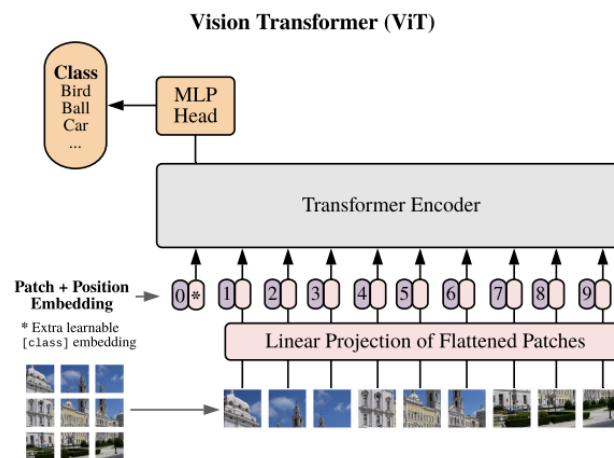 Vision Transformer (ViT)
Class
Bird
Ball
Car
...
MLP
Head
Transformer Encoder
Patch + Position
Embedding
0 * 1 2 3 4 5 6 7 8 9
* Extra learnable
[class] embedding
Linear Projection of Flattened Patches